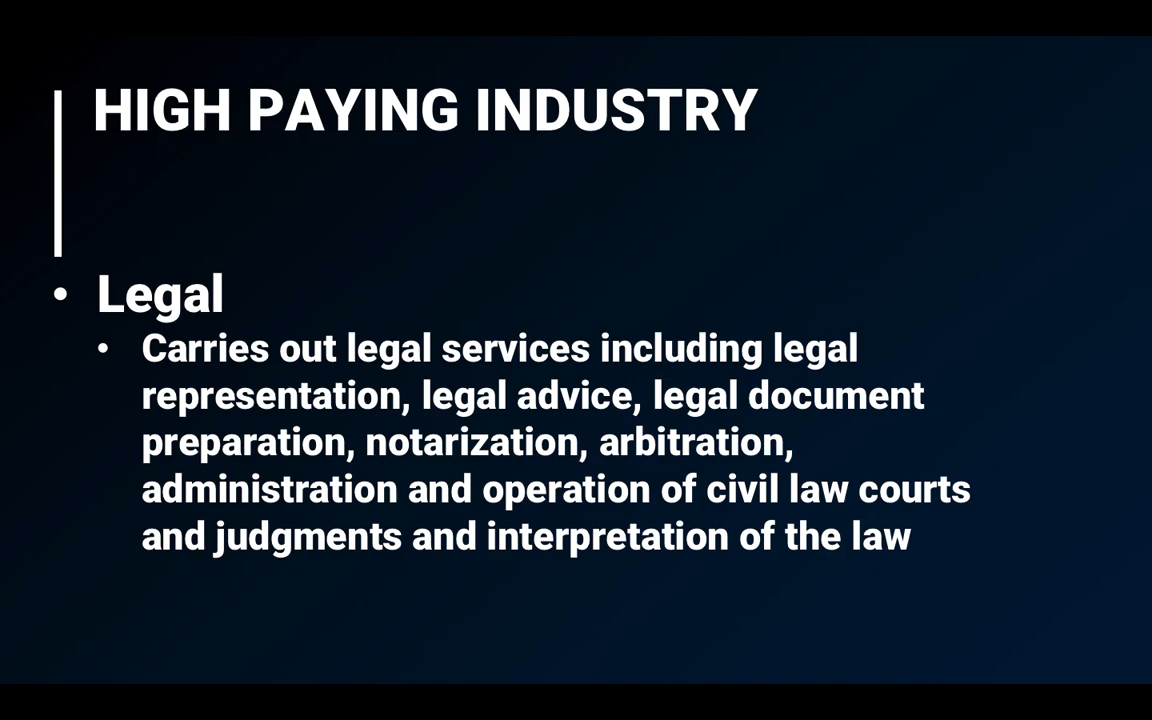 HIGH PAYING INDUSTRY
• Legal
• Carries out legal services including legal
representation, legal advice, legal document
preparation, notarization, arbitration,
administration and operation of civil law courts
and judgments and interpretation of the law